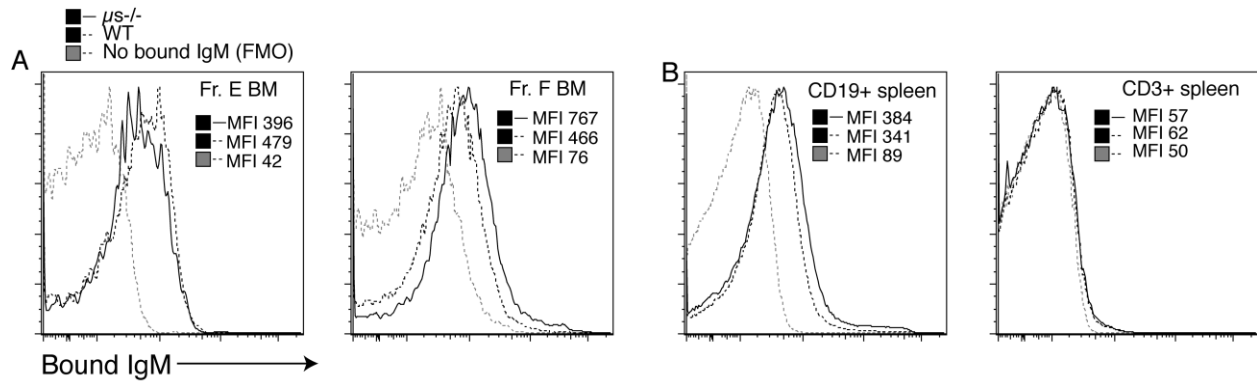 μs-/-
WT
No bound IgM (FMO)
A
Fr. E BM
MFI 396
MFI 479
MFI 42
Fr. F BM
MFI 767
MFI 466
MFI 76
B
CD19+ spleen
MFI 384
MFI 341
MFI 89
CD3+ spleen
MFI 57
MFI 62
MFI 50
Bound IgM